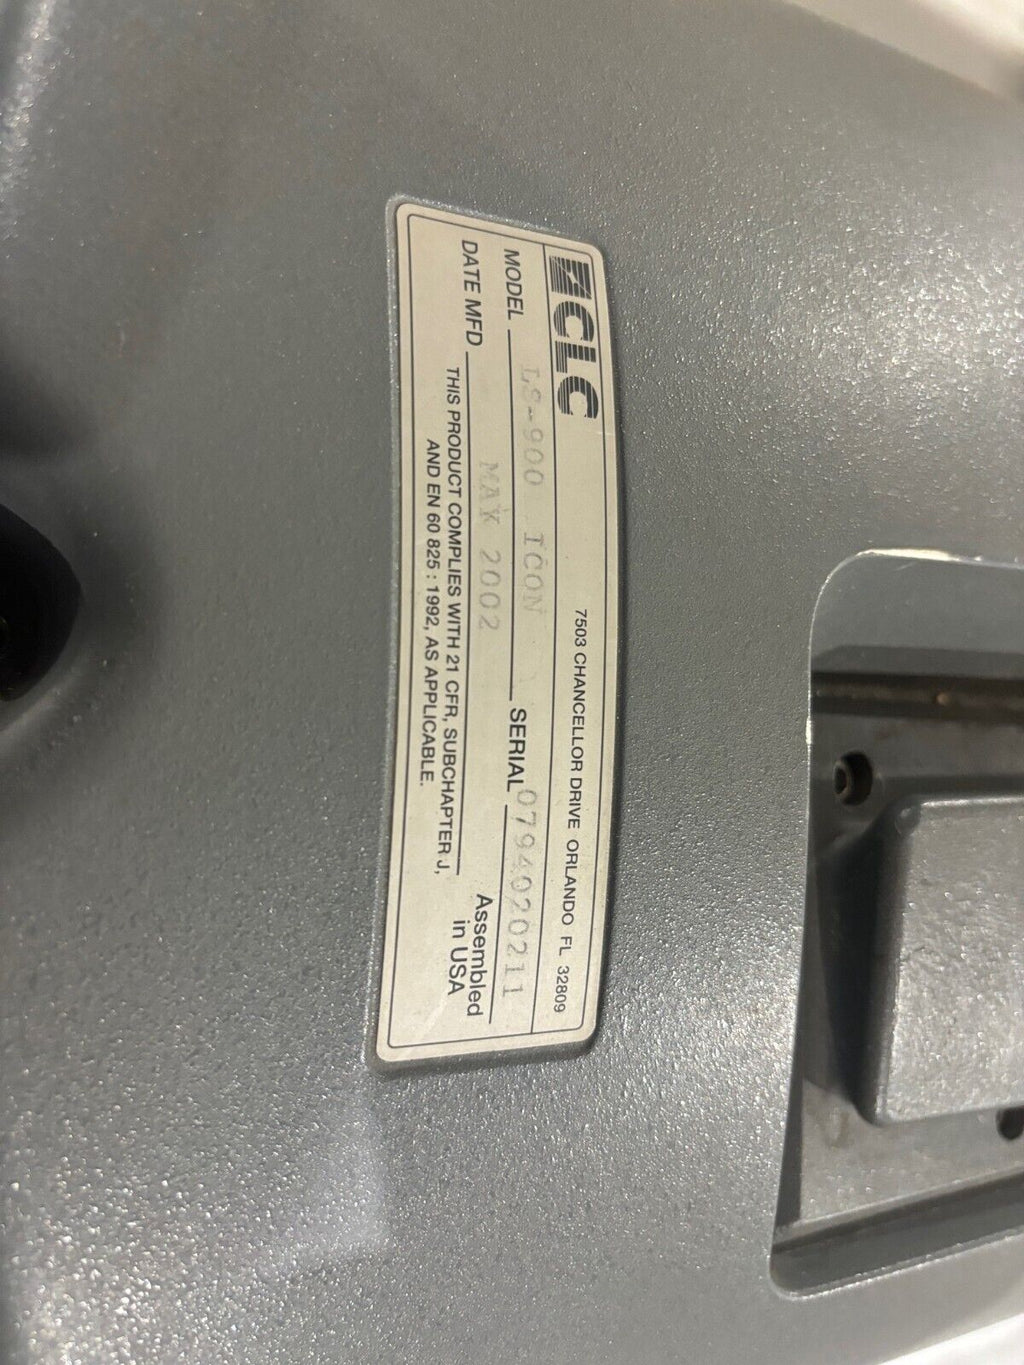 CLC
7503 CHANCELLOR DRIVE ORLANDO FL 32809
MODEL LS-900 ICON SERIAL 0794020211
DATE MFD MAY 2002 Assembled
in USA
THIS PRODUCT COMPLIES WITH 21 CFR, SUBCHAPTER J,
AND EN 60 825 : 1992, AS APPLICABLE.